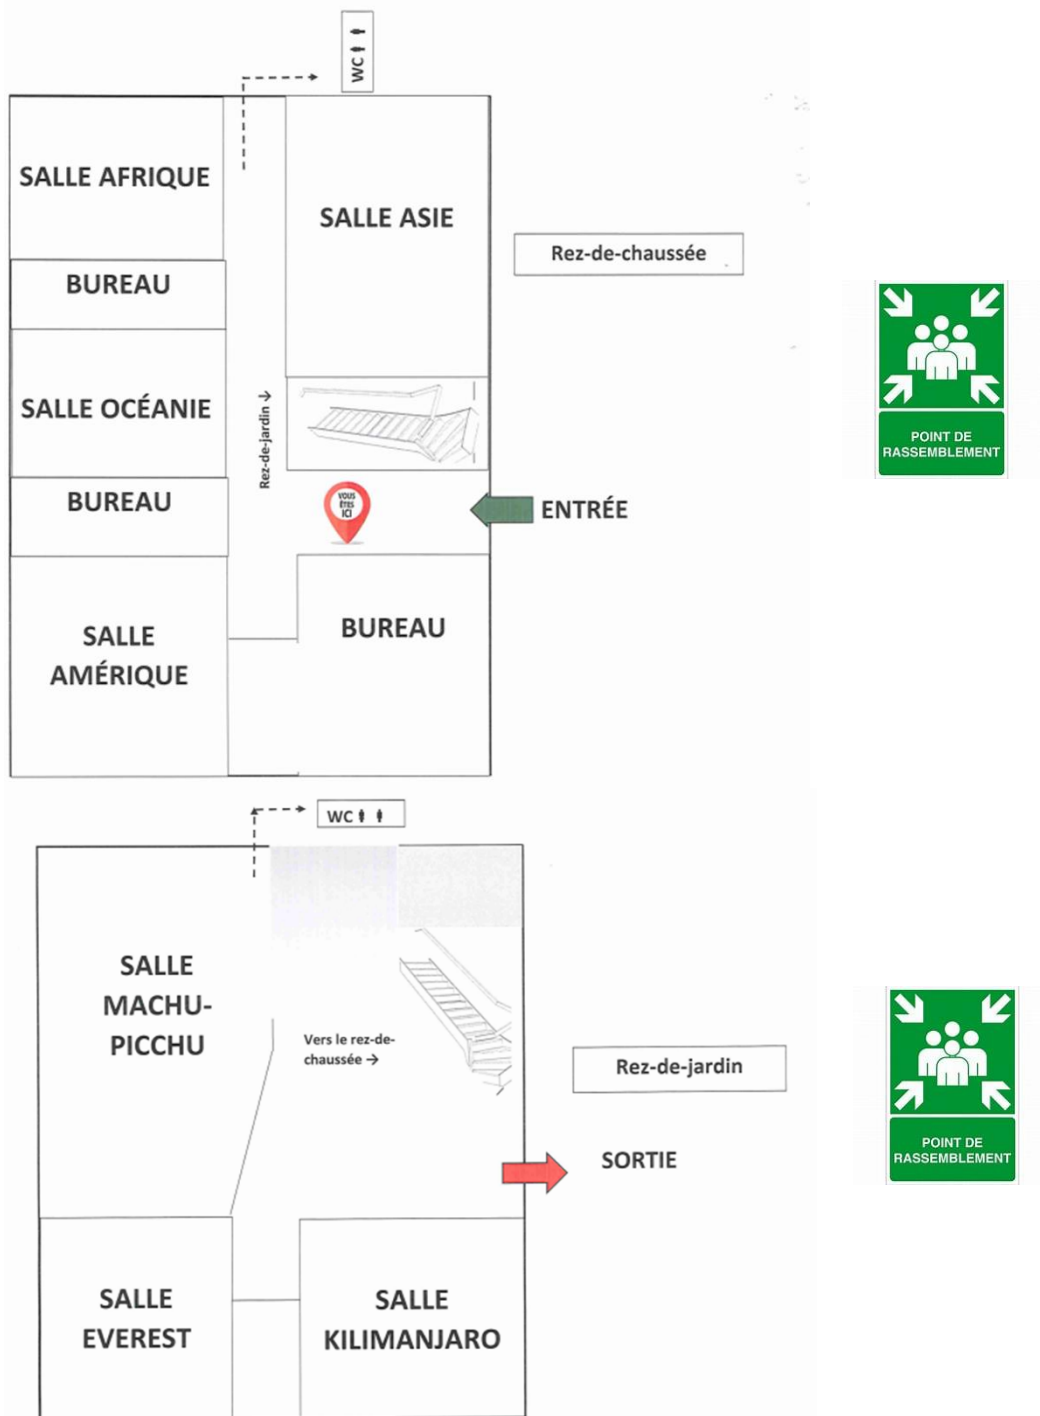 WC
SALLE AFRIQUE
SALLE ASIE
Rez-de-chaussée
BUREAU
SALLE OCÉANIE
Rez-de-jardin ↓
POINT DE
RASSEMBLEMENT
BUREAU
VOUS
ÊTES
ICI
ENTRÉE
SALLE
AMÉRIQUE
BUREAU
WC
SALLE
MACHU-
PICCHU
Vers le rez-de-
chaussée →
Rez-de-jardin
POINT DE
RASSEMBLEMENT
SORTIE
SALLE
EVEREST
SALLE
KILIMANJARO